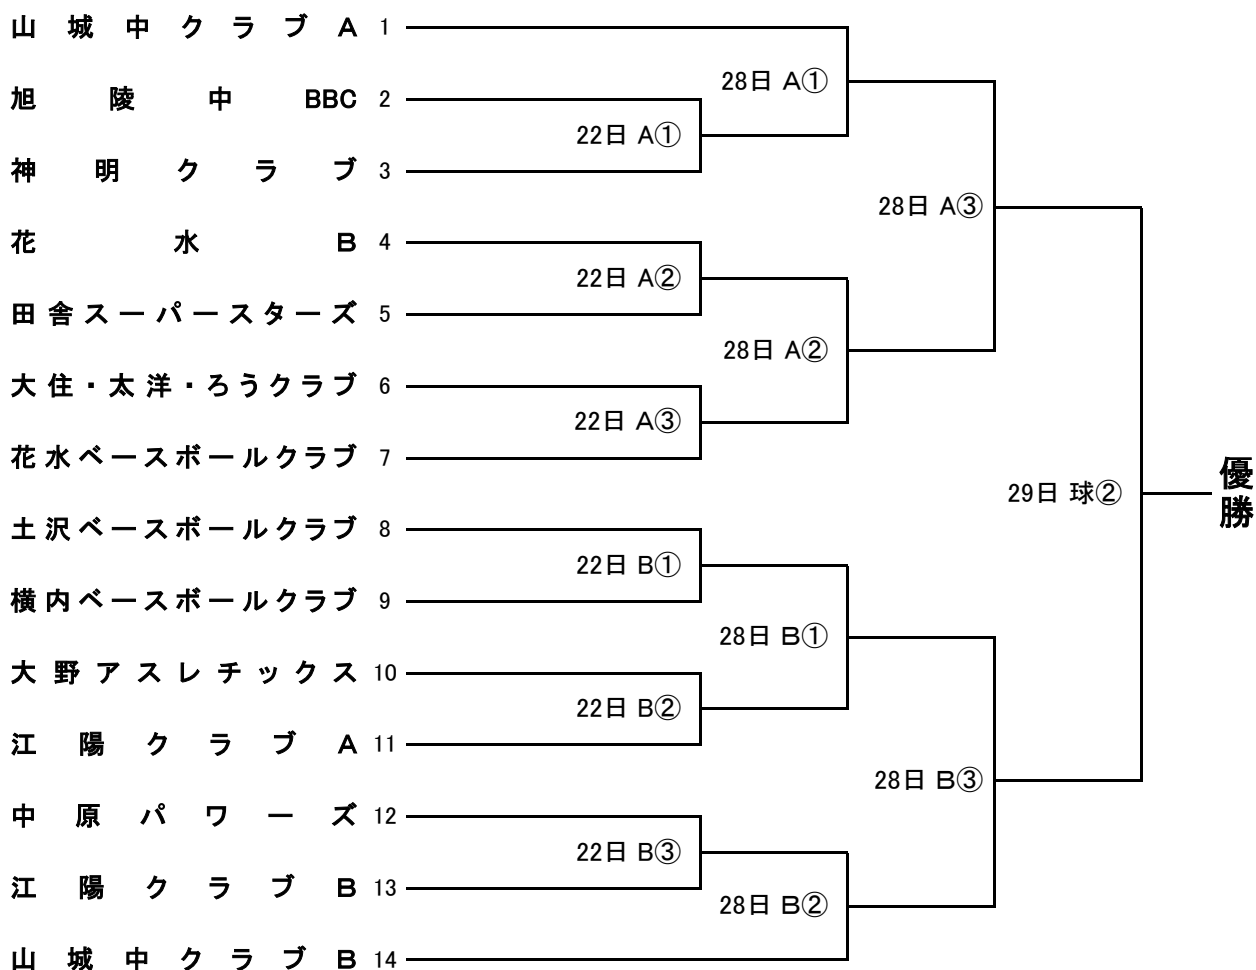 山城中クラブA 1
28日 A①
旭陵中BBC 2
22日 A①
神明クラブ 3
28日 A③
花水B 4
22日 A②
田舎スーパースターズ 5
28日 A②
大住・太洋・ろうクラブ 6
22日 A③
花水ベースボールクラブ 7
29日 球②
優勝
土沢ベースボールクラブ 8
22日 B①
横内ベースボールクラブ 9
28日 B①
大野アスレチックス 10
22日 B②
江陽クラブA 11
28日 B③
中原パワーズ 12
22日 B③
江陽クラブB 13
28日 B②
山城中クラブB 14